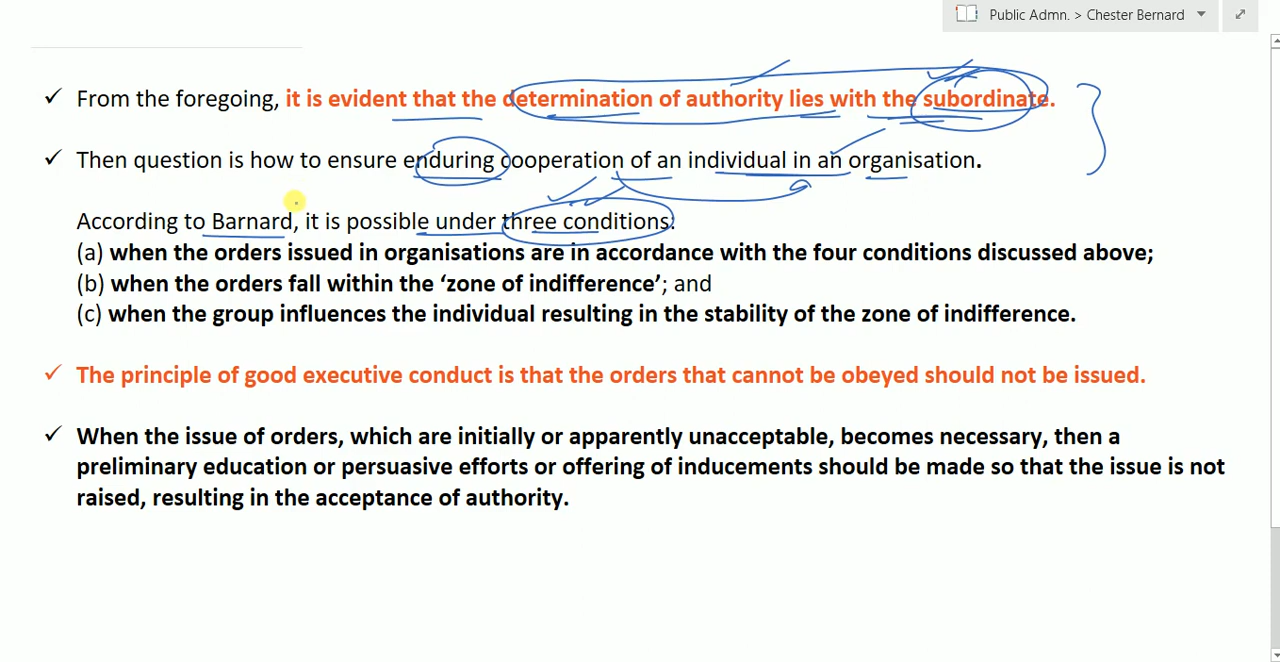 Public Admn. > Chester Bernard
✓ From the foregoing, it is evident that the determination of authority lies with the subordinate.
✓ Then question is how to ensure enduring cooperation of an individual in an organisation.
According to Barnard, it is possible under three conditions:
(a) when the orders issued in organisations are in accordance with the four conditions discussed above;
(b) when the orders fall within the ‘zone of indifference’; and
(c) when the group influences the individual resulting in the stability of the zone of indifference.
✓ The principle of good executive conduct is that the orders that cannot be obeyed should not be issued.
✓ When the issue of orders, which are initially or apparently unacceptable, becomes necessary, then a
preliminary education or persuasive efforts or offering of inducements should be made so that the issue is not
raised, resulting in the acceptance of authority.